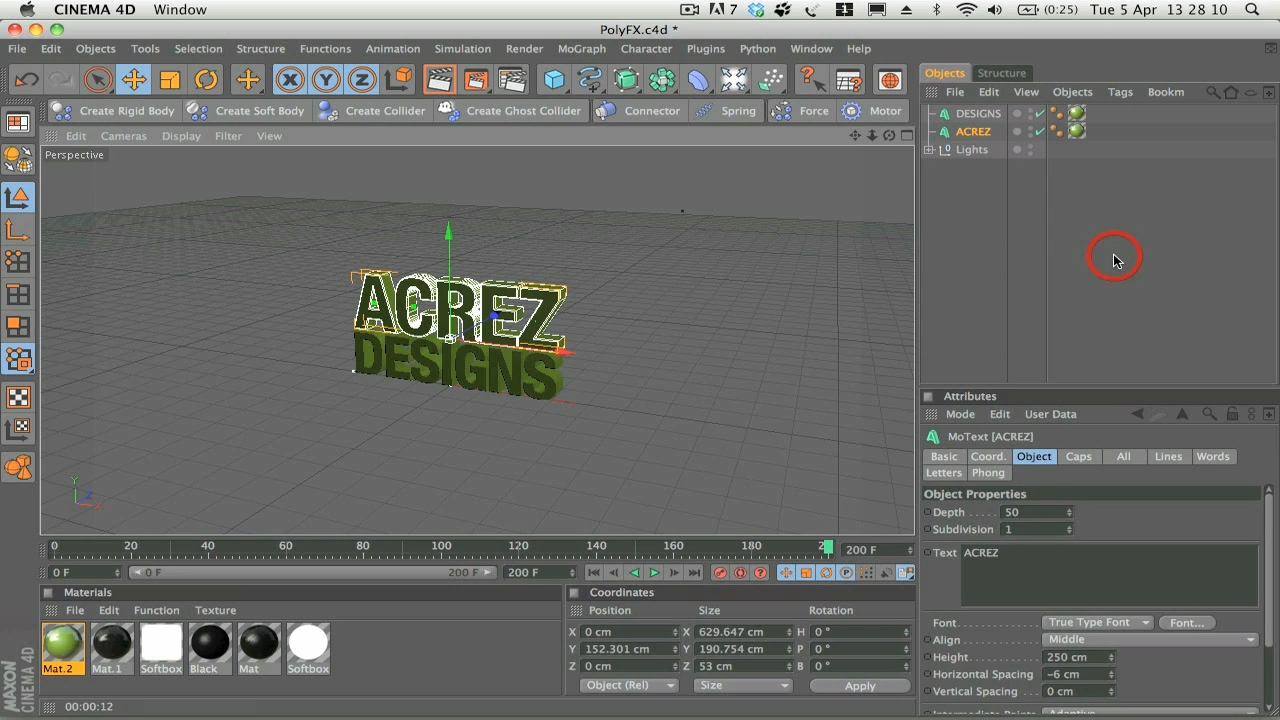 CINEMA 4D Window 7 1 (0:25) Tue 5 Apr 13 28 10
PolyFX.c4d *
File Edit Objects Tools Selection Structure Functions Animation Render Simulation MoGraph Character Plugins Python Window Help
X Y Z
Create Rigid Body Create Soft Body Create Collider Create Ghost Collider Connector Spring Force Motor
Edit Cameras Display Filter View
Perspective
ACREZ
DESIGNS
Y
Z
X
0 20 40 60 80 100 120 140 160 180 2 200 F
0 F 0 F 200 F 200 F
Materials
File Edit Function Texture
Mat.2 Mat.1 Softbox Black Mat Softbox
Coordinates
Position Size Rotation
X 0 cm X 629.647 cm H 0 °
Y 152.301 cm Y 190.754 cm P 0 °
Z 0 cm Z 53 cm B 0 °
Object (Rel) Size Apply
00:00:12
MAXON
CINEMA 4D
Objects Structure
File Edit View Objects Tags Bookm
DESIGNS
ACREZ
Lights
Attributes
Mode Edit User Data
MoText [ACREZ]
Basic Coord. Object Caps All Lines Words
Letters Phong
Object Properties
Depth 50
Subdivision 1
Text ACREZ
Font True Type Font Font...
Align Middle
Height 250 cm
Horizontal Spacing -6 cm
Vertical Spacing 0 cm